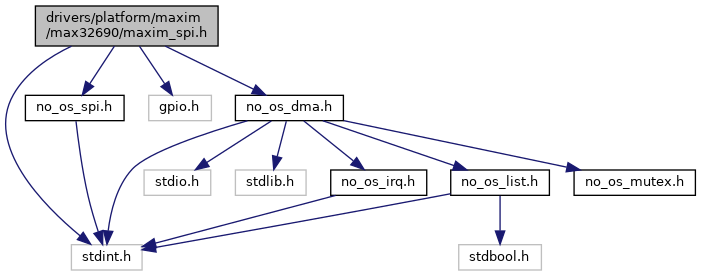 drivers/platform/maxim
/max32690/maxim_spi.h
no_os_spi.h
gpio.h
no_os_dma.h
stdio.h
stdlib.h
no_os_irq.h
no_os_list.h
no_os_mutex.h
stdint.h
stdbool.h